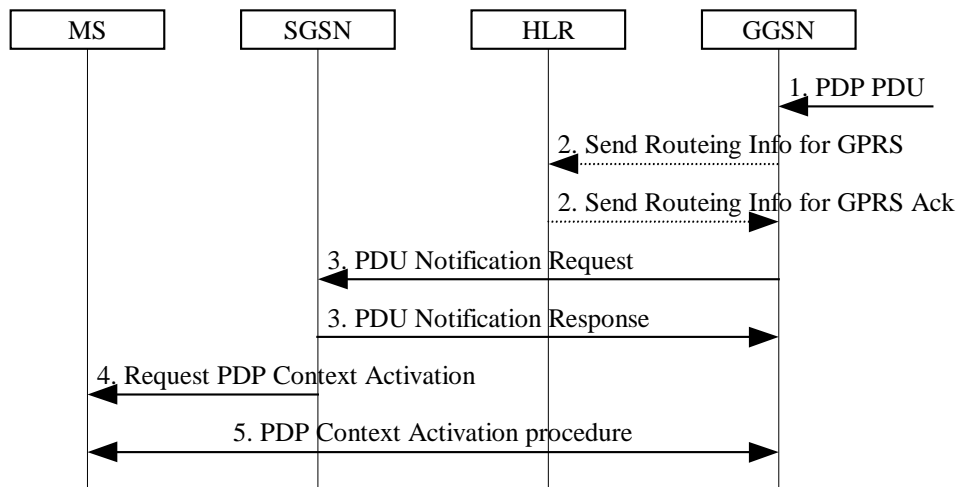 MS
SGSN
HLR
GGSN
1. PDP PDU
2. Send Routeing Info for GPRS
2. Send Routeing Info for GPRS Ack
3. PDU Notification Request
3. PDU Notification Response
4. Request PDP Context Activation
5. PDP Context Activation procedure